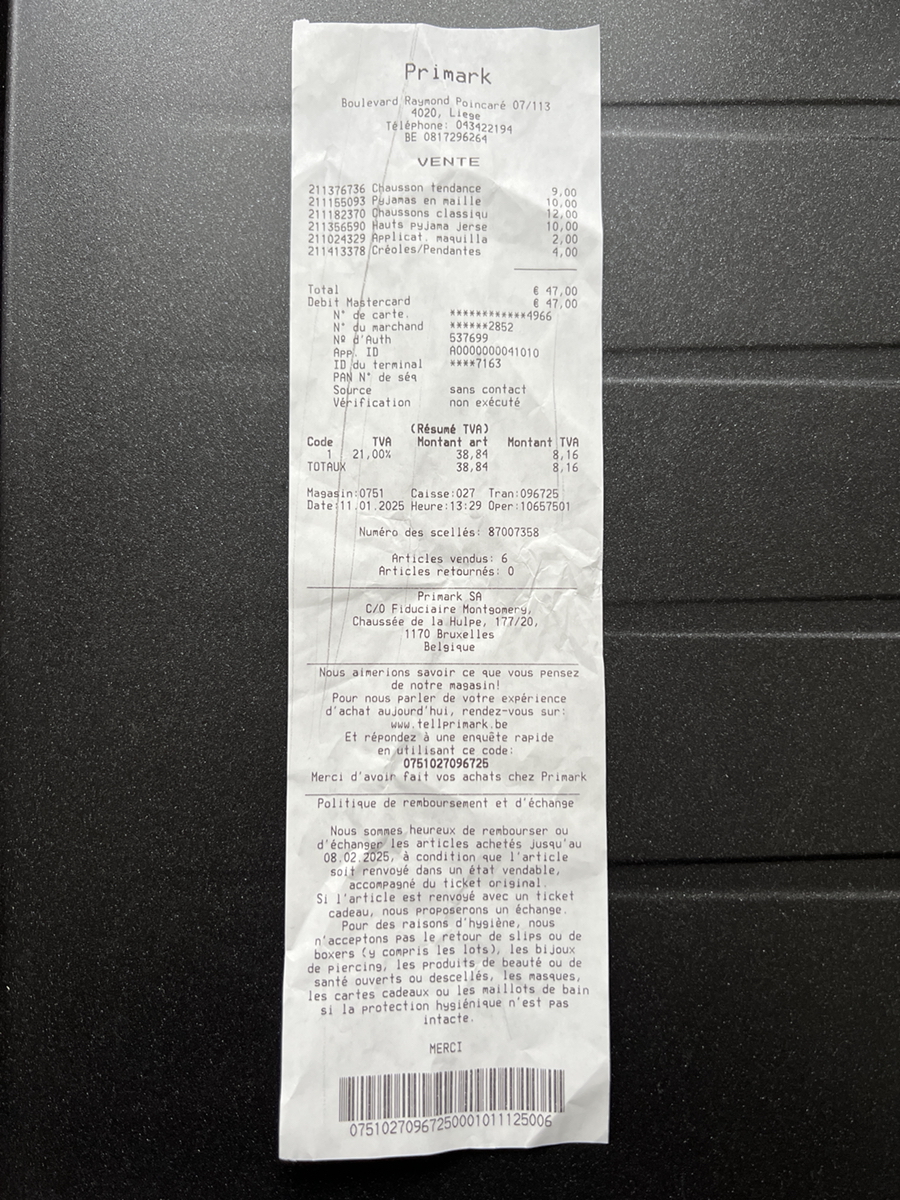 Primark
Boulevard Raymond Poincaré 07/113
4020, Liege
Téléphone: 043422194
BE 0817296264
VENTE
211376736 Chausson tendance 9,00
211155093 Pyjamas en maille 10,00
211182370 Chaussons classiqu 12,00
211356590 Hauts pyjama jerse 10,00
211024329 Applicat. maquilla 2,00
211413378 Créoles/Pendantes 4,00
Total € 47,00
Debit Mastercard € 47,00
N° de carte. ************4966
N° du marchand ******2852
Nº d'Auth 537699
App. ID A0000000041010
ID du terminal ****7163
PAN N° de séq
Source sans contact
Vérification non exécuté
(Résumé TVA)
Code TVA Montant art Montant TVA
1 21,00% 38,84 8,16
TOTAUX 38,84 8,16
Magasin:0751 Caisse:027 Tran:096725
Date:11.01.2025 Heure:13:29 Oper:10657501
Numéro des scellés: 87007358
Articles vendus: 6
Articles retournés: 0
Primark SA
C/O Fiduciaire Montgomery,
Chaussée de la Hulpe, 177/20,
1170 Bruxelles
Belgique
Nous aimerions savoir ce que vous pensez
de notre magasin!
Pour nous parler de votre expérience
d'achat aujourd'hui, rendez-vous sur:
www.tellprimark.be
Et répondez à une enquête rapide
en utilisant ce code:
0751027096725
Merci d'avoir fait vos achats chez Primark
Politique de remboursement et d'échange
Nous sommes heureux de rembourser ou
d'échanger les articles achetés jusqu'au
08.02.2025, à condition que l'article
soit renvoyé dans un état vendable,
accompagné du ticket original.
Si l'article est renvoyé avec un ticket
cadeau, nous proposerons un échange.
Pour des raisons d'hygiène, nous
n'acceptons pas le retour de slips ou de
boxers (y compris les lots), les bijoux
de piercing, les produits de beauté ou de
santé ouverts ou descellés, les masques,
les cartes cadeaux ou les maillots de bain
si la protection hygiénique n'est pas
intacte.
MERCI
07510270967250001011125006